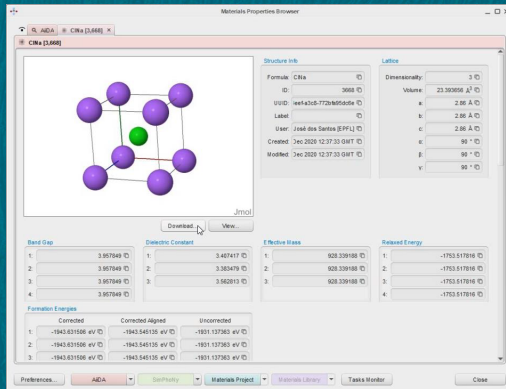 Materials Properties Browser
AiiDA
ClNa [3,668]
ClNa [3,668]
Jmol
Download...
View...
Structure Info
Formula: ClNa
ID: 3668
UUID:
Label:
User: José dos Santos [EPFL]
Created: Dec 2020 12:37:33 GMT
Modified: Dec 2020 12:37:33 GMT
Lattice
Dimensionality: 3
Volume: 23.393656 Å3
a: 2.86 Å
b: 2.86 Å
c: 2.86 Å
α: 90 °
β: 90 °
γ: 90 °
Band Gap
1: 3.957849
2: 3.957849
3: 3.957849
4: 3.957849
Dielectric Constant
1: 3.407417
2: 3.383479
3: 3.562813
Effective Mass
1: 928.339188
2: 928.339188
3: 928.339188
Relaxed Energy
1: -1753.517816
2: -1753.517816
3: -1753.517816
4: -1753.517816
Formation Energies
Corrected Corrected Aligned Uncorrected
1: -1943.631506 eV -1943.545135 eV -1931.137363 eV
2: -1943.631506 eV -1943.545135 eV -1931.137363 eV
3: -1943.631506 eV -1943.545135 eV -1931.137363 eV
Preferences... AiiDA SimPhoNy Materials Project Materials Library Tasks Monitor Close